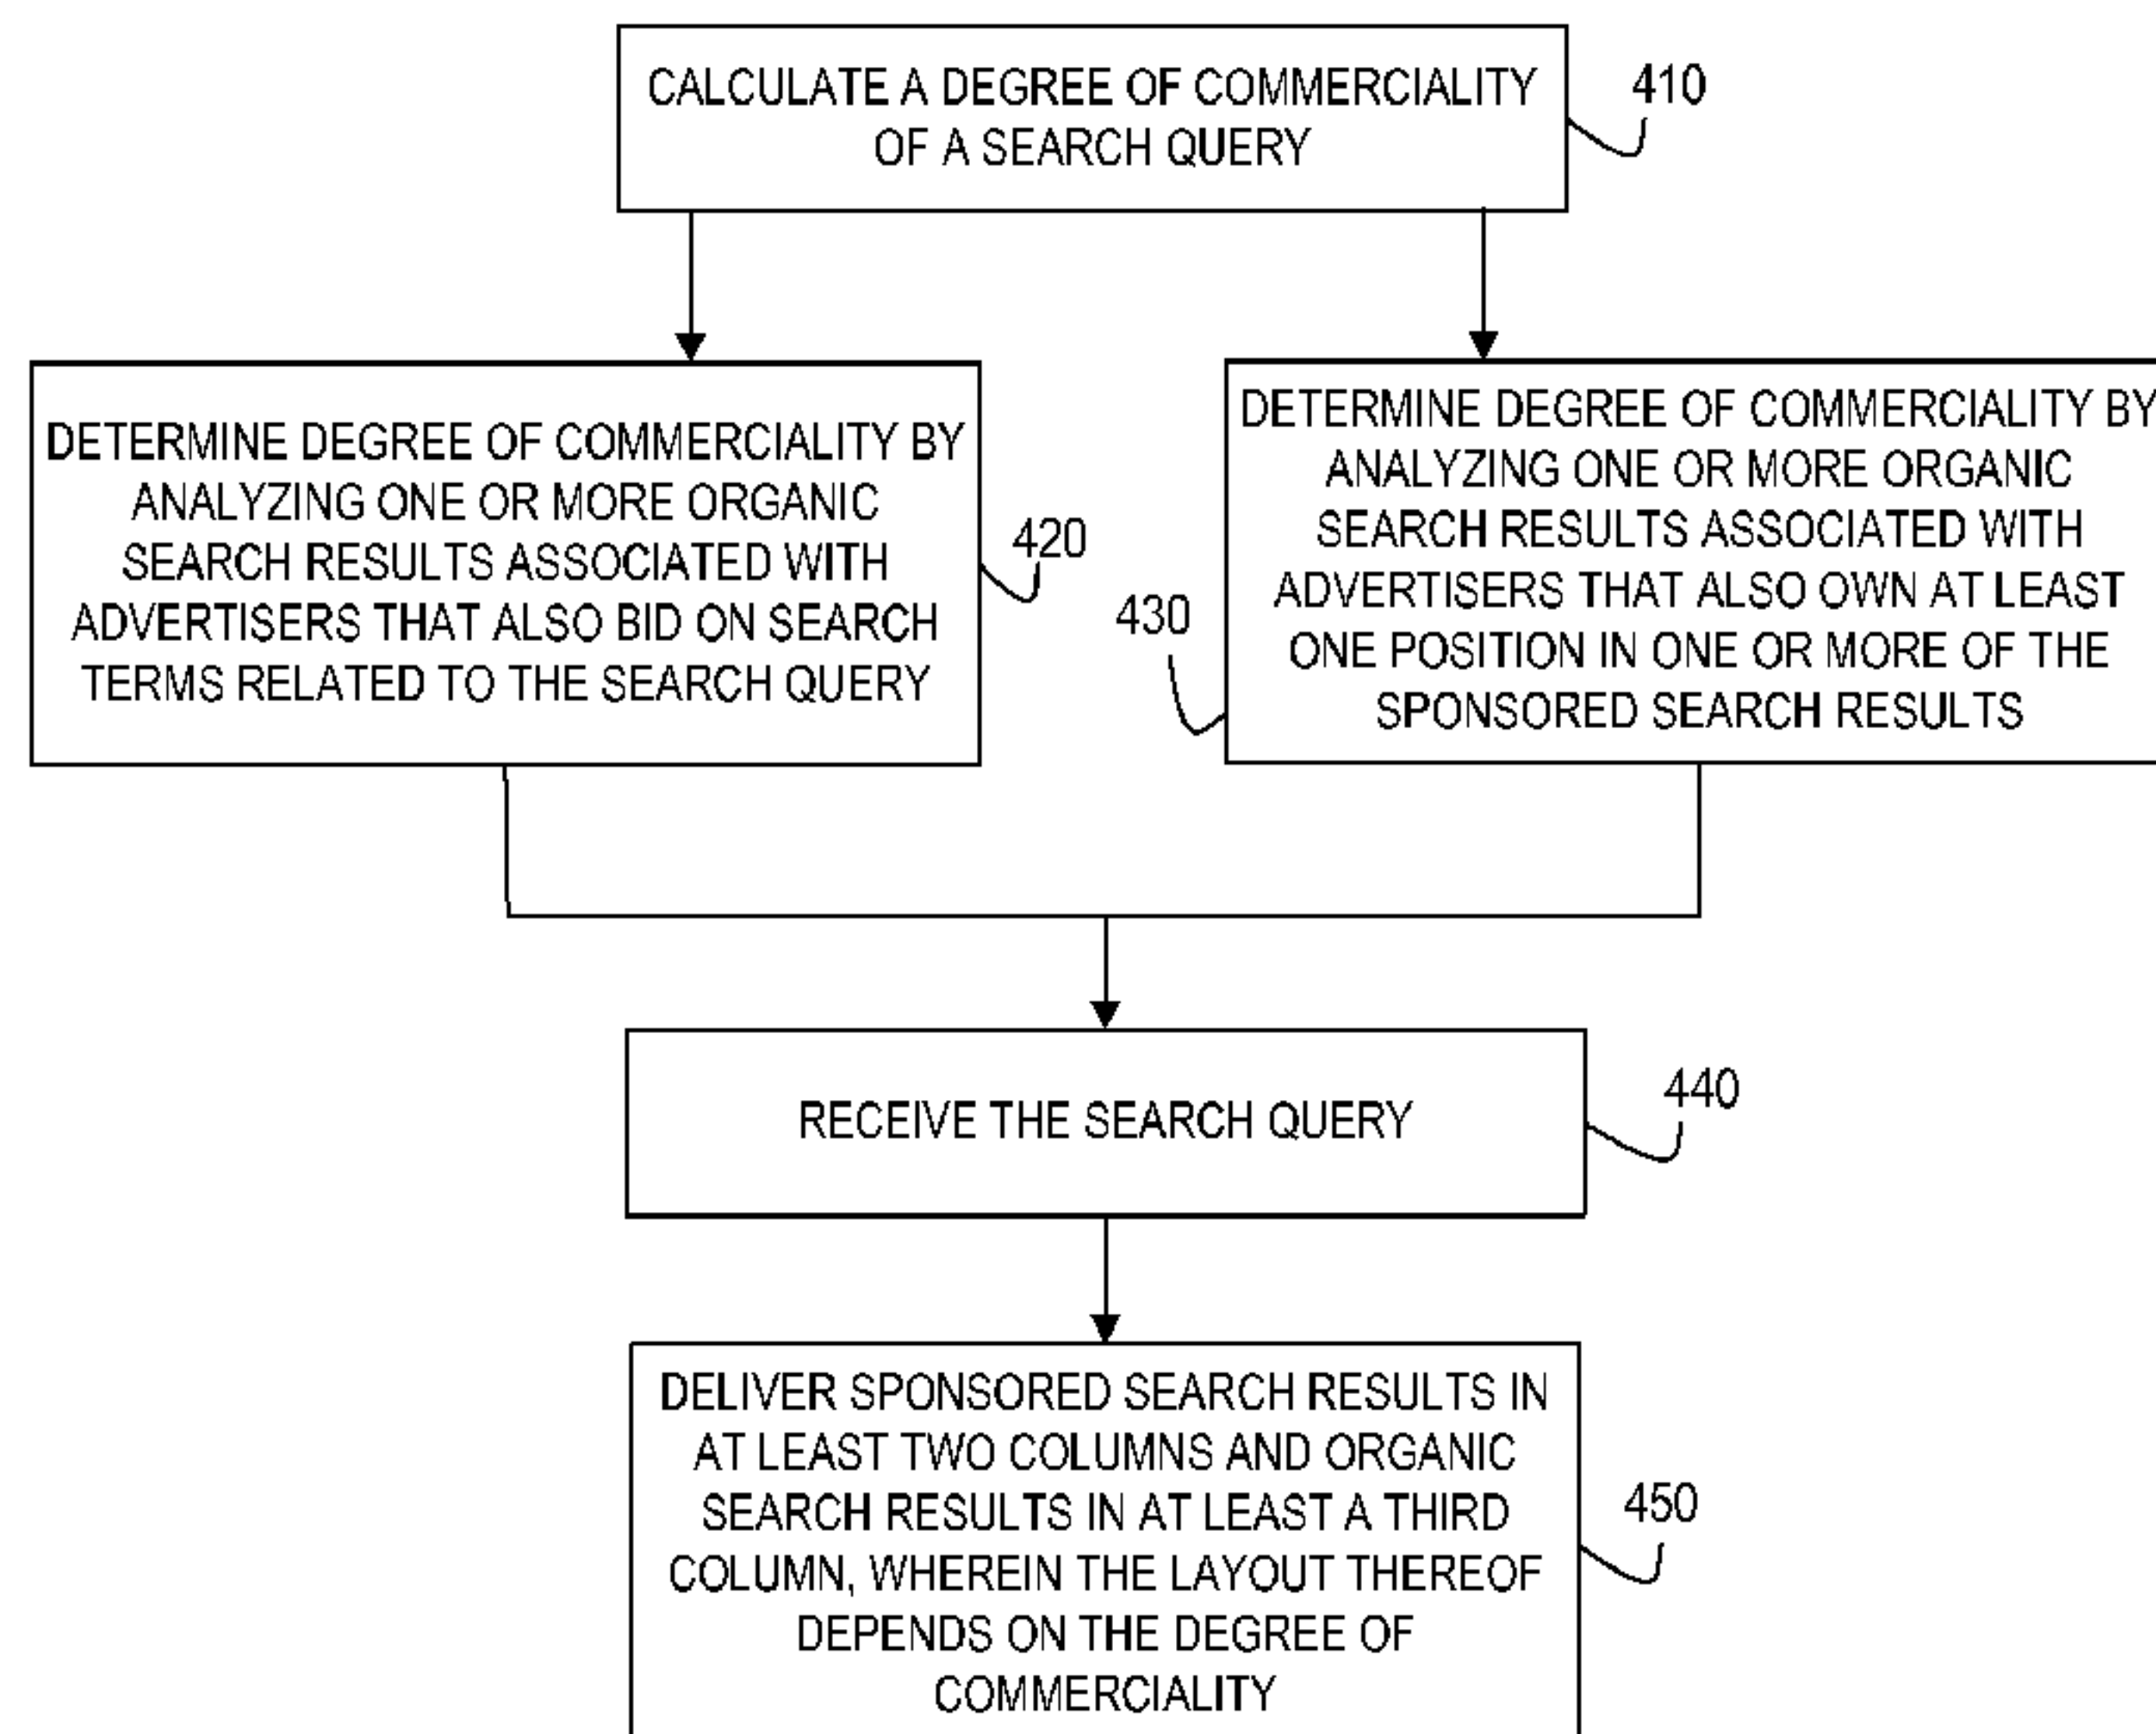 CALCULATE A DEGREE OF COMMERCIALITY
OF A SEARCH QUERY
410
DETERMINE DEGREE OF COMMERCIALITY BY
ANALYZING ONE OR MORE ORGANIC
SEARCH RESULTS ASSOCIATED WITH
ADVERTISERS THAT ALSO BID ON SEARCH
TERMS RELATED TO THE SEARCH QUERY
420
DETERMINE DEGREE OF COMMERCIALITY BY
ANALYZING ONE OR MORE ORGANIC
SEARCH RESULTS ASSOCIATED WITH
ADVERTISERS THAT ALSO OWN AT LEAST
ONE POSITION IN ONE OR MORE OF THE
SPONSORED SEARCH RESULTS
430
RECEIVE THE SEARCH QUERY
440
DELIVER SPONSORED SEARCH RESULTS IN
AT LEAST TWO COLUMNS AND ORGANIC
SEARCH RESULTS IN AT LEAST A THIRD
COLUMN, WHEREIN THE LAYOUT THEREOF
DEPENDS ON THE DEGREE OF
COMMERCIALITY
450